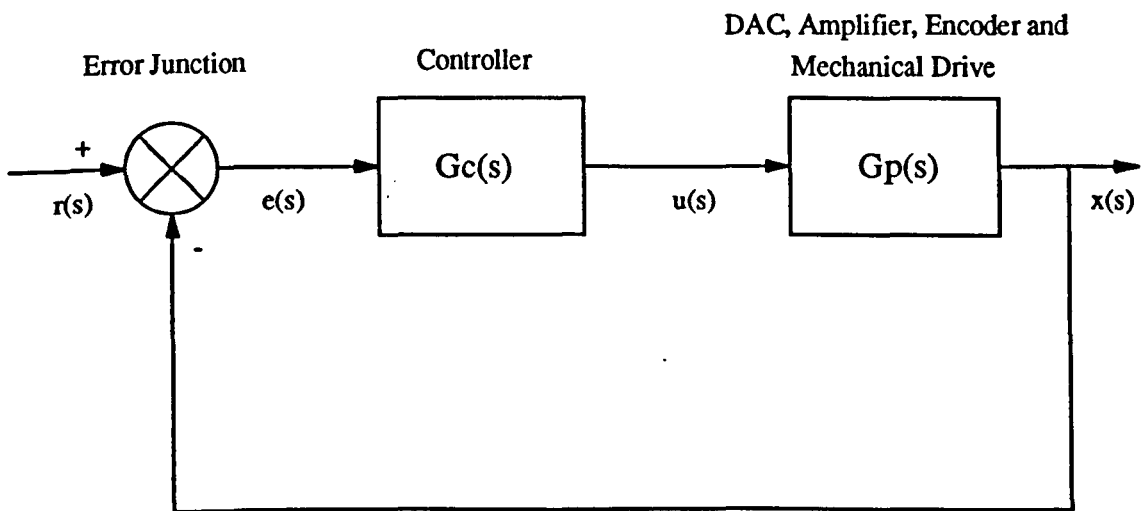 DAC, Amplifier, Encoder and
Mechanical Drive
Error Junction
Controller
+
Gc(s)
Gp(s)
r(s)
e(s)
u(s)
x(s)
-